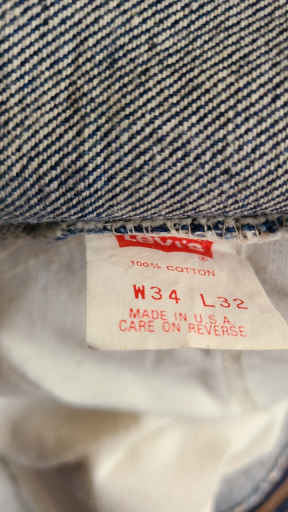 Levi's ®
100% COTTON
W34 L32
MADE IN U.S.A.
CARE ON REVERSE